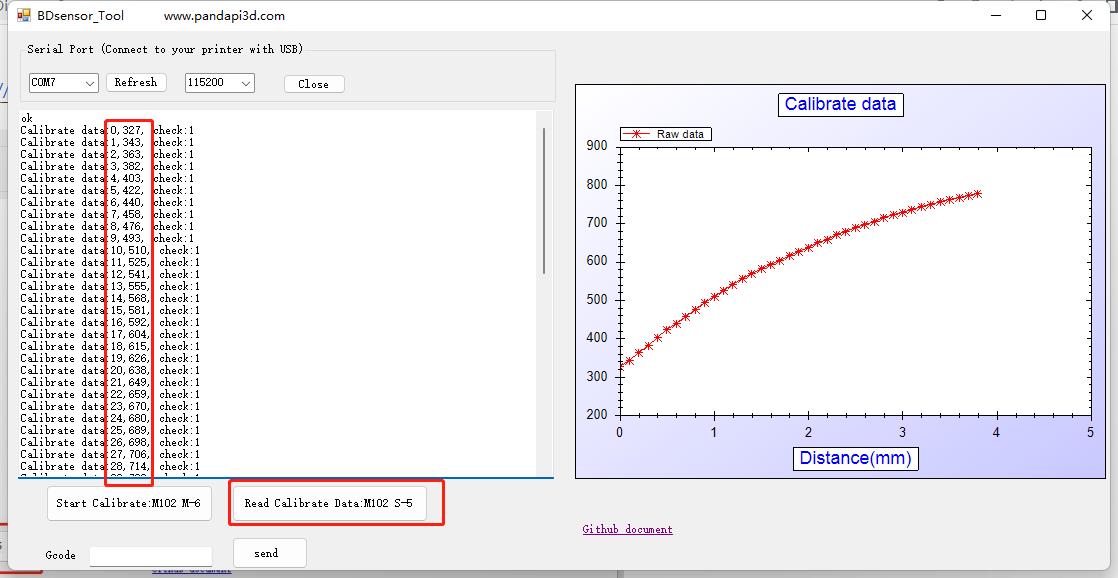 BDsensor_Tool www.pandapi3d.com
Serial Port (Connect to your printer with USB)
COM7 Refresh 115200 Close
ok
Calibrate data:0,327, check:1
Calibrate data:1,343, check:1
Calibrate data:2,363, check:1
Calibrate data:3,382, check:1
Calibrate data:4,403, check:1
Calibrate data:5,422, check:1
Calibrate data:6,440, check:1
Calibrate data:7,458, check:1
Calibrate data:8,476, check:1
Calibrate data:9,493, check:1
Calibrate data:10,510, check:1
Calibrate data:11,525, check:1
Calibrate data:12,541, check:1
Calibrate data:13,555, check:1
Calibrate data:14,568, check:1
Calibrate data:15,581, check:1
Calibrate data:16,592, check:1
Calibrate data:17,604, check:1
Calibrate data:18,615, check:1
Calibrate data:19,626, check:1
Calibrate data:20,638, check:1
Calibrate data:21,649, check:1
Calibrate data:22,659, check:1
Calibrate data:23,670, check:1
Calibrate data:24,680, check:1
Calibrate data:25,689, check:1
Calibrate data:26,698, check:1
Calibrate data:27,706, check:1
Calibrate data:28,714, check:1
Start Calibrate:M102 M-6
Read Calibrate Data:M102 S-5
Gcode
send
Calibrate data
Raw data
900
800
700
600
500
400
300
200
0 1 2 3 4 5
Distance(mm)
Github document